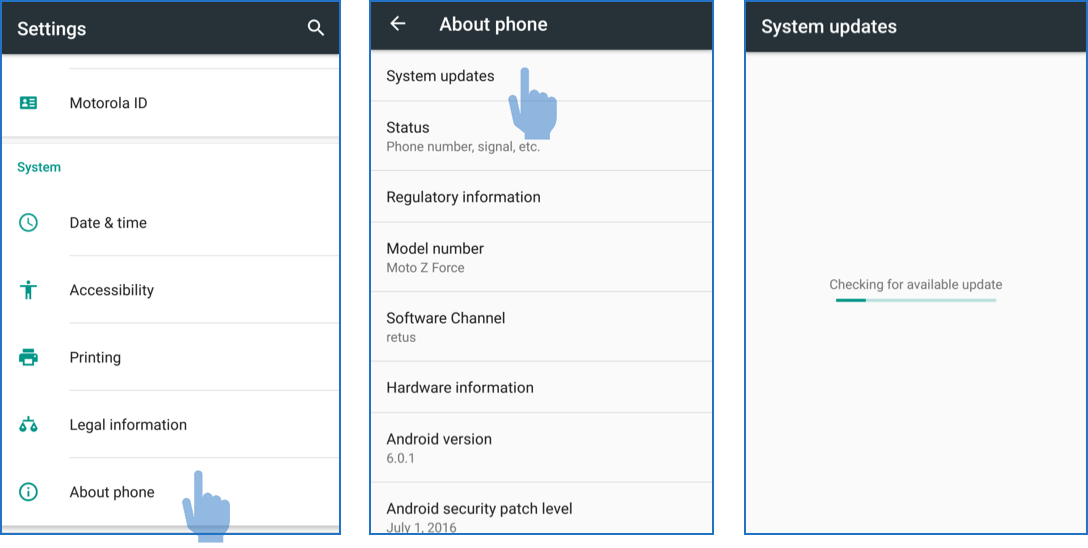 Settings
Motorola ID
System
Date & time
Accessibility
Printing
Legal information
About phone
About phone
System updates
Status
Phone number, signal, etc.
Regulatory information
Model number
Moto Z Force
Software Channel
retus
Hardware information
Android version
6.0.1
Android security patch level
July 1, 2016
System updates
Checking for available update